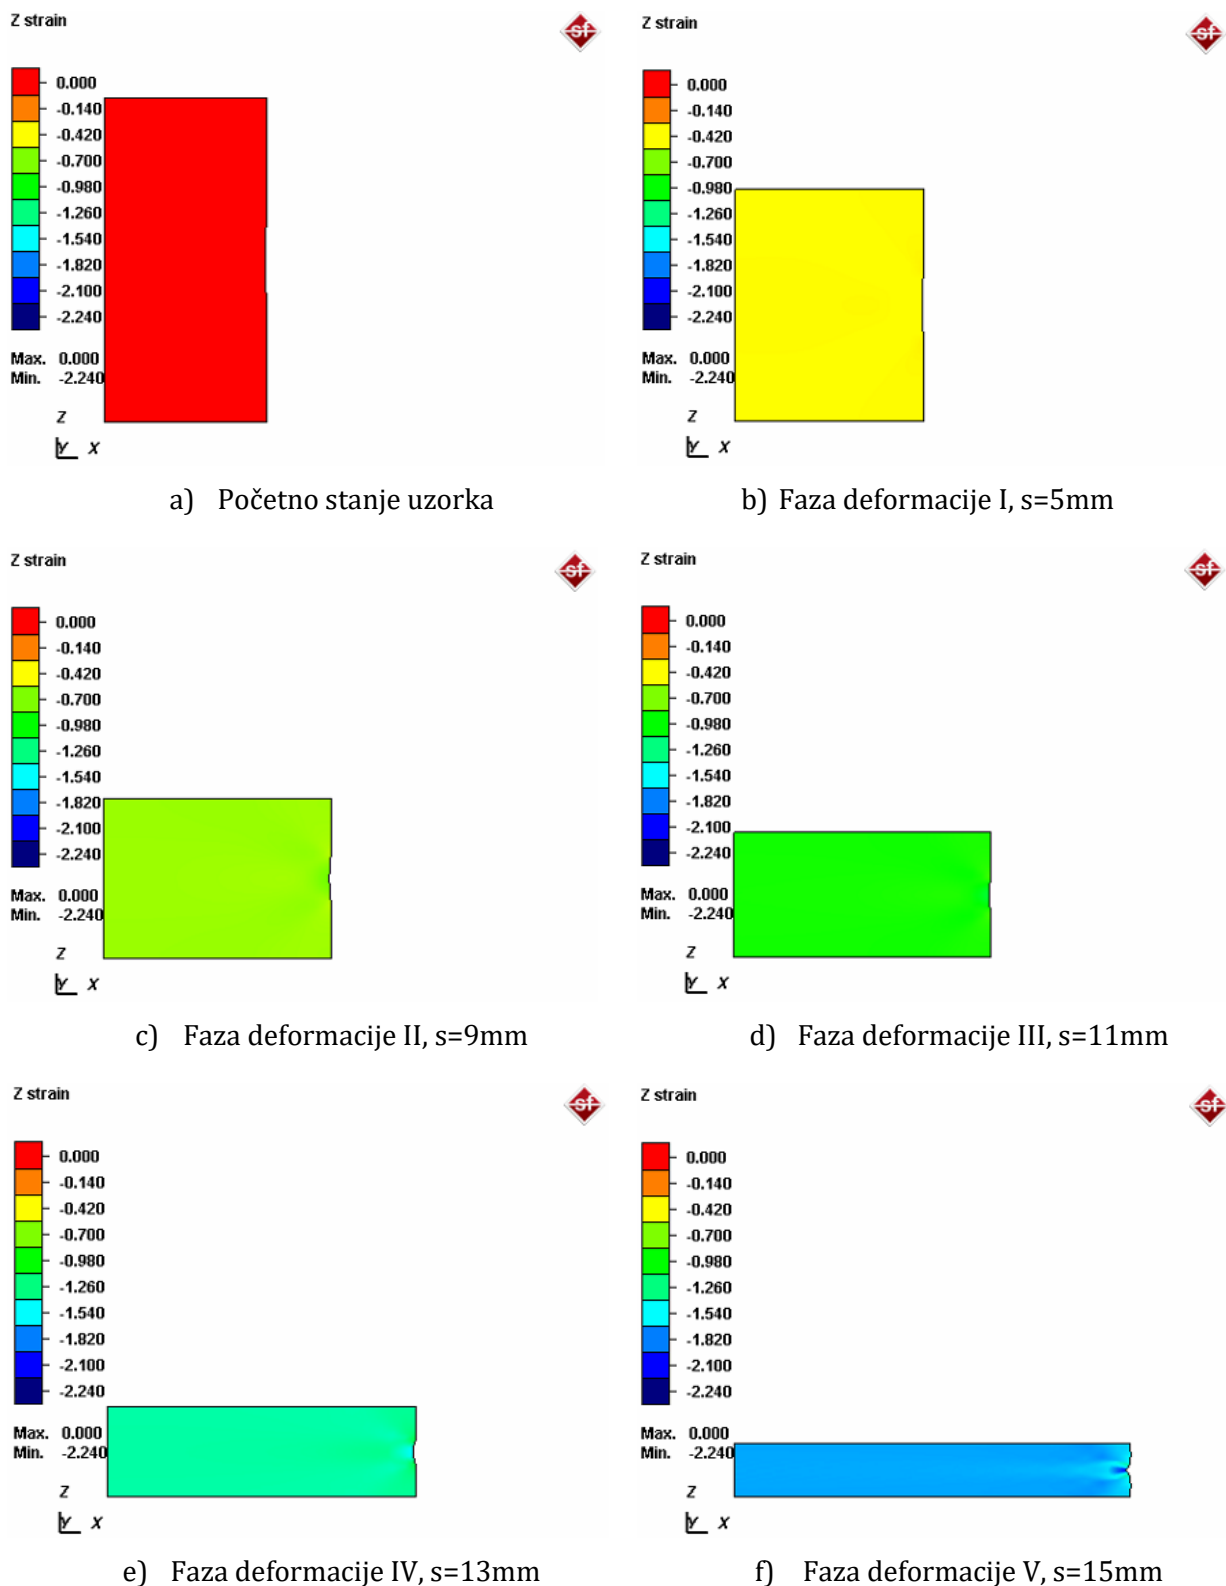 Z strain
sf
0.000
-0.140
-0.420
-0.700
-0.980
-1.260
-1.540
-1.820
-2.100
-2.240
Max. 0.000
Min. -2.240
Z
Y X
a) Početno stanje uzorka
Z strain
sf
0.000
-0.140
-0.420
-0.700
-0.980
-1.260
-1.540
-1.820
-2.100
-2.240
Max. 0.000
Min. -2.240
Z
Y X
b) Faza deformacije I, s=5mm
Z strain
sf
0.000
-0.140
-0.420
-0.700
-0.980
-1.260
-1.540
-1.820
-2.100
-2.240
Max. 0.000
Min. -2.240
Z
Y X
c) Faza deformacije II, s=9mm
Z strain
sf
0.000
-0.140
-0.420
-0.700
-0.980
-1.260
-1.540
-1.820
-2.100
-2.240
Max. 0.000
Min. -2.240
Z
Y X
d) Faza deformacije III, s=11mm
Z strain
sf
0.000
-0.140
-0.420
-0.700
-0.980
-1.260
-1.540
-1.820
-2.100
-2.240
Max. 0.000
Min. -2.240
Z
Y X
e) Faza deformacije IV, s=13mm
Z strain
sf
0.000
-0.140
-0.420
-0.700
-0.980
-1.260
-1.540
-1.820
-2.100
-2.240
Max. 0.000
Min. -2.240
Z
Y X
f) Faza deformacije V, s=15mm